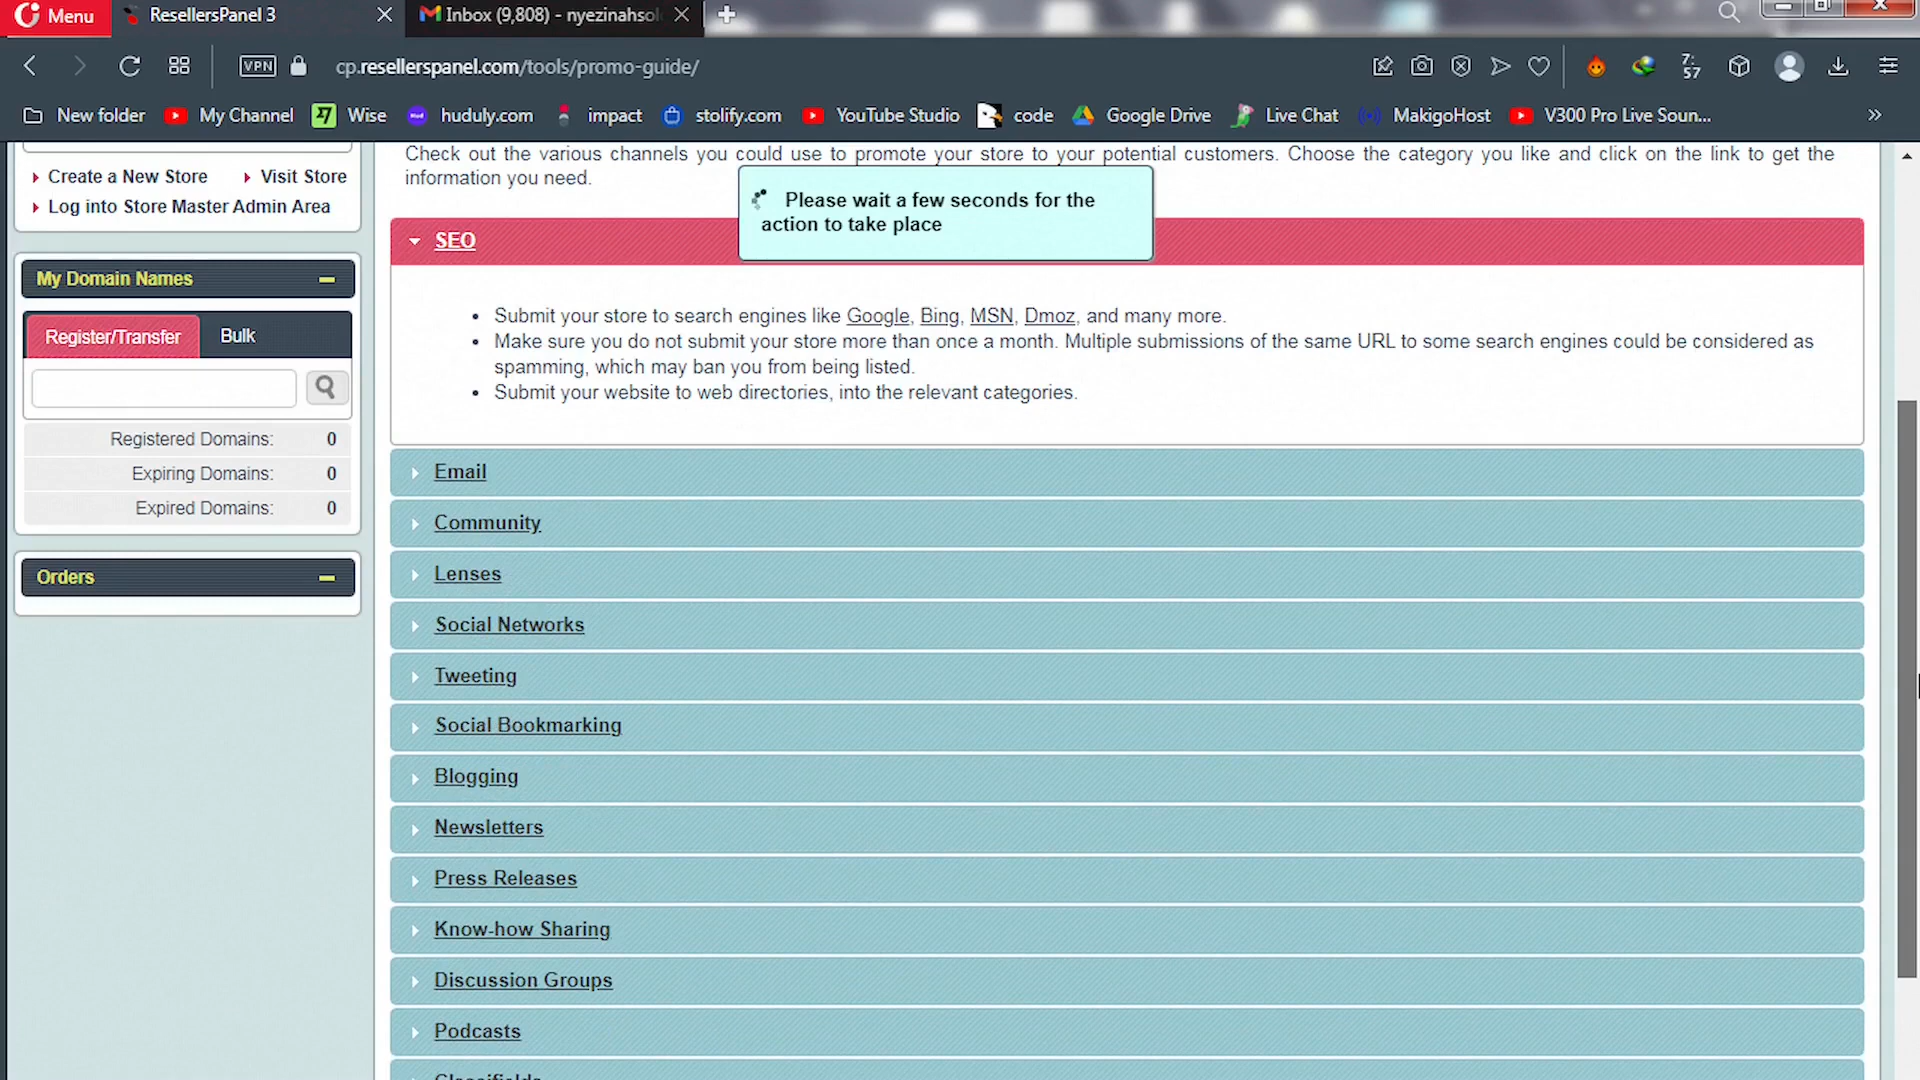 Menu
ResellersPanel 3
Inbox (9,808) - nyezinahsol
VPN
cp.resellerspanel.com/tools/promo-guide/
7:
57
New folder
My Channel
Wise
huduly.com
impact
stolify.com
YouTube Studio
code
Google Drive
Live Chat
MakigoHost
V300 Pro Live Soun...
Create a New Store
Visit Store
Log into Store Master Admin Area
My Domain Names
Register/Transfer
Bulk
Registered Domains: 0
Expiring Domains: 0
Expired Domains: 0
Orders
Check out the various channels you could use to promote your store to your potential customers. Choose the category you like and click on the link to get the
information you need.
Please wait a few seconds for the
action to take place
SEO
Submit your store to search engines like Google, Bing, MSN, Dmoz, and many more.
Make sure you do not submit your store more than once a month. Multiple submissions of the same URL to some search engines could be considered as
spamming, which may ban you from being listed.
Submit your website to web directories, into the relevant categories.
Email
Community
Lenses
Social Networks
Tweeting
Social Bookmarking
Blogging
Newsletters
Press Releases
Know-how Sharing
Discussion Groups
Podcasts